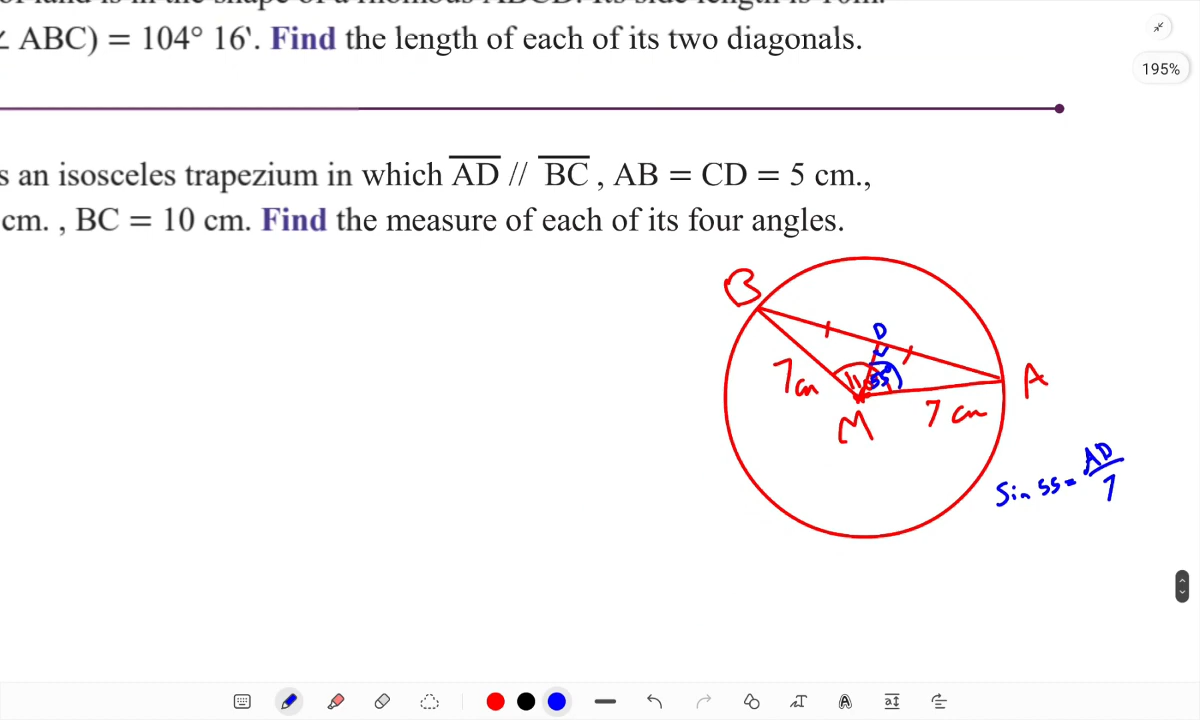 ∠ ABC) = 104° 16'. Find the length of each of its two diagonals.
195%
s an isosceles trapezium in which AD // BC , AB = CD = 5 cm.,
cm. , BC = 10 cm. Find the measure of each of its four angles.
B
D
7 cm
55°
A
7 cm
M
Sin 55 = AD/7